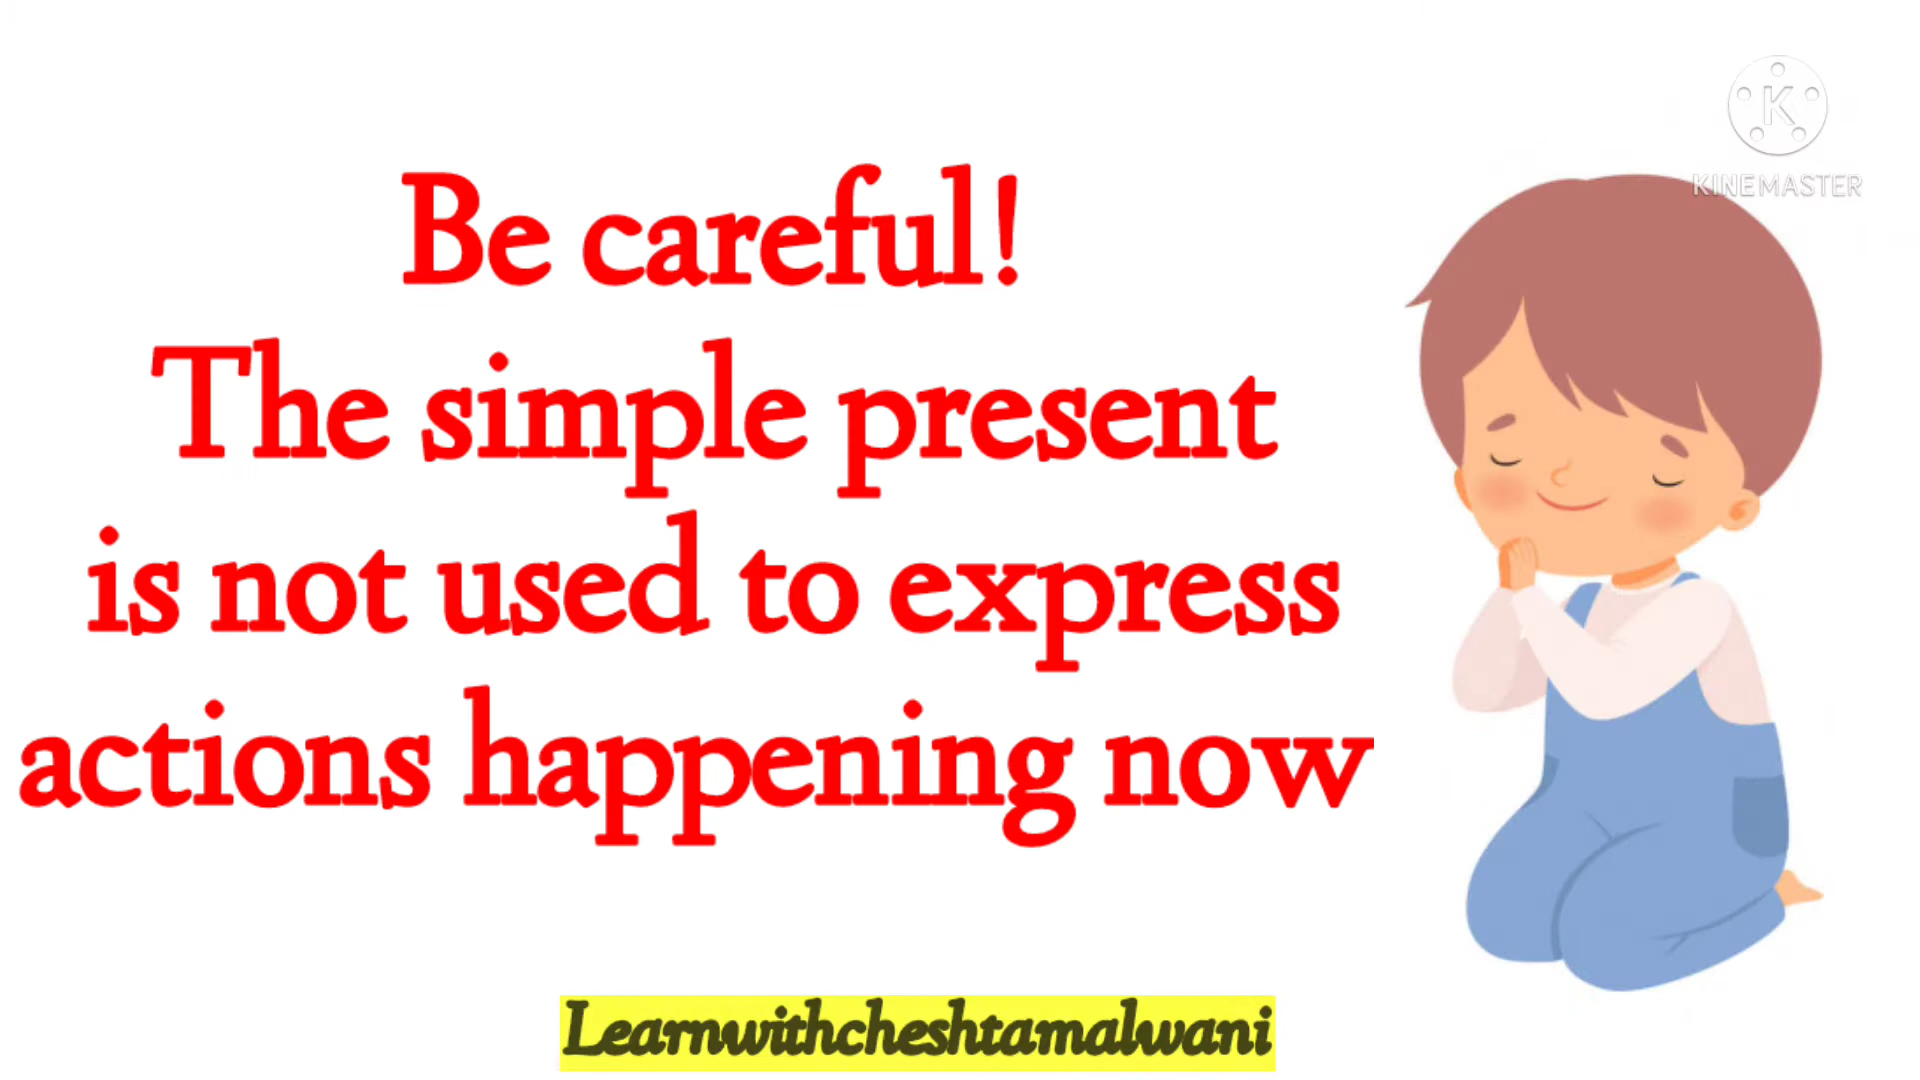 K
KINEMASTER
Be careful!
The simple present
is not used to express
actions happening now
Learnwithcheshtamalwani